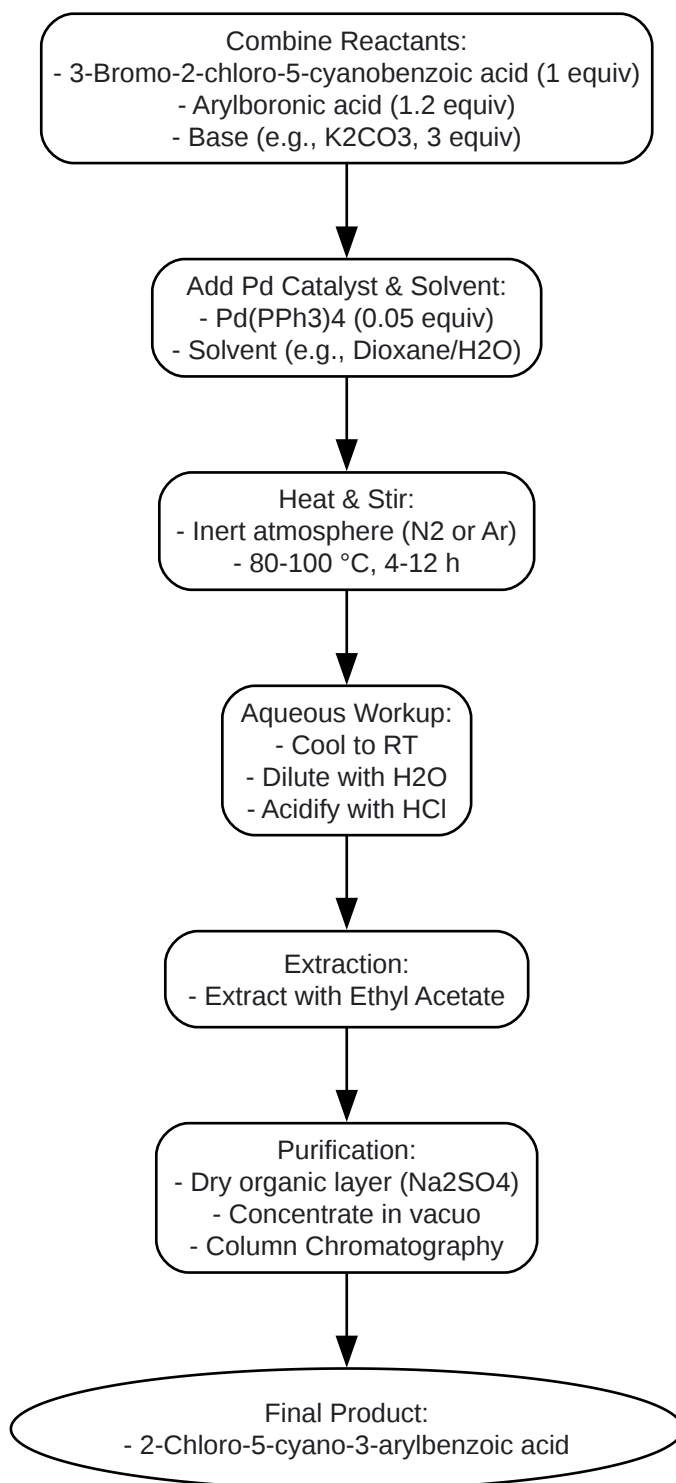 Combine Reactants:
- 3-Bromo-2-chloro-5-cyanobenzoic acid (1 equiv)
- Arylboronic acid (1.2 equiv)
- Base (e.g., K2CO3, 3 equiv)
Add Pd Catalyst & Solvent:
- Pd(PPh3)4 (0.05 equiv)
- Solvent (e.g., Dioxane/H2O)
Heat & Stir:
- Inert atmosphere (N2 or Ar)
- 80-100 °C, 4-12 h
Aqueous Workup:
- Cool to RT
- Dilute with H2O
- Acidify with HCl
Extraction:
- Extract with Ethyl Acetate
Purification:
- Dry organic layer (Na2SO4)
- Concentrate in vacuo
- Column Chromatography
Final Product:
- 2-Chloro-5-cyano-3-arylbenzoic acid